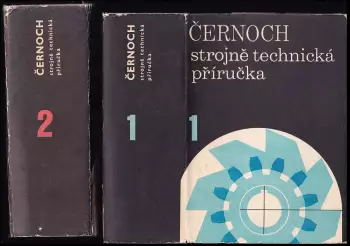 ČERNOCH
strojně technická
příručka
2
ČERNOCH
strojně technická
příručka
1
ČERNOCH
strojně technická
příručka
1